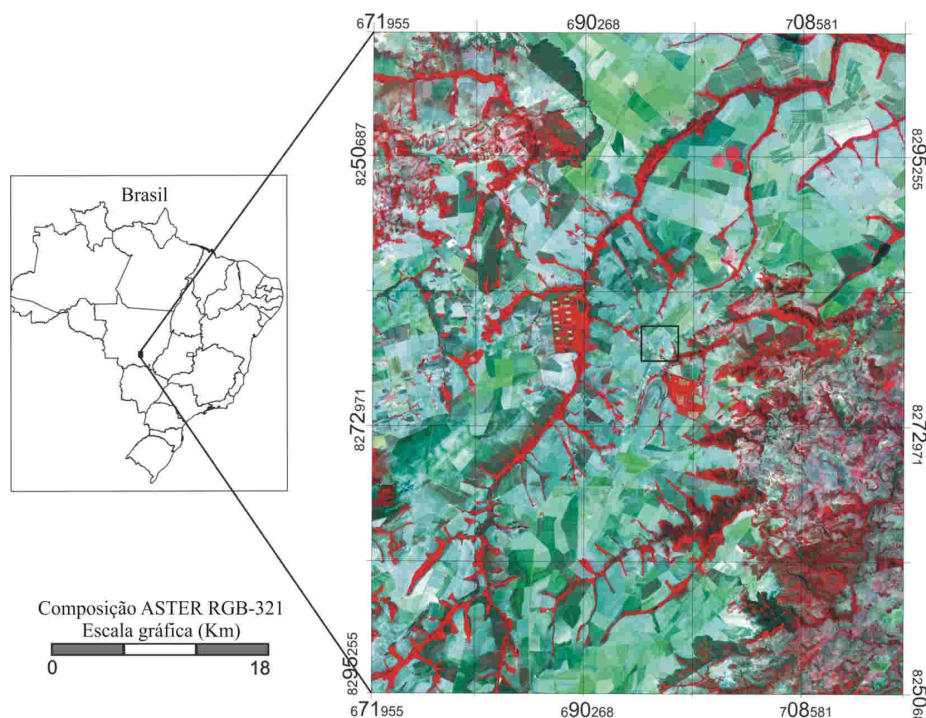 671955 690268 708581
8250687
8295255
Brasil
8272971
8272971
Composição ASTER RGB-321
Escala gráfica (Km)
0 18
8295255
825068
671955 690268 708581